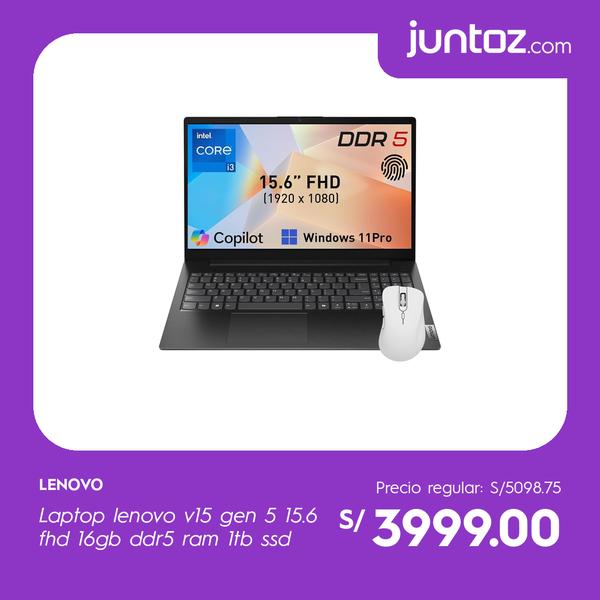 juntoz.com
intel.
CORE
i3
DDR 5
15.6” FHD
(1920 x 1080)
Copilot
Windows 11Pro
LENOVO
Laptop lenovo v15 gen 5 15.6
fhd 16gb ddr5 ram 1tb ssd
Precio regular: S/5098.75
S/ 3999.00